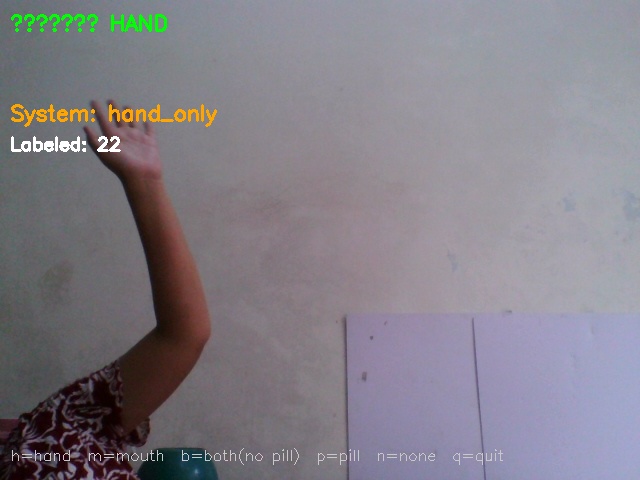 ??????? HAND
System: hand_only
Labeled: 22
h=hand m=mouth b=both(no pill) p=pill n=none q=quit